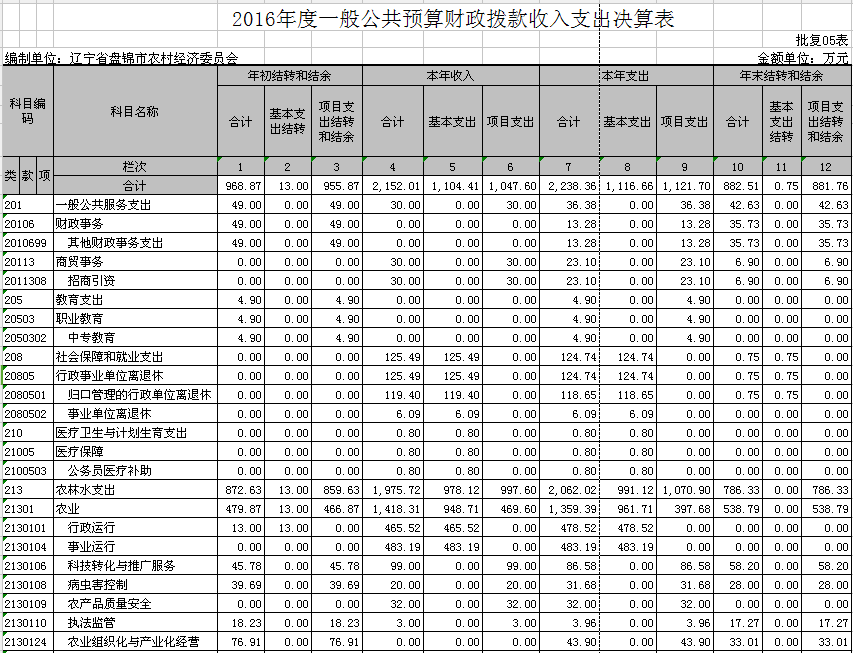 2016年度一般公共预算财政拨款收入支出决算表
批复05表
编制单位：辽宁省盘锦市农村经济委员会 金额单位：万元
科目编码 科目名称 年初结转和结余 本年收入 本年支出 年末结转和结余
合计 基本支出结转 项目支出结转和结余 合计 基本支出 项目支出 合计 基本支出 项目支出 合计 基本支出结转 项目支出结转和结余
类 款 项 栏次 1 2 3 4 5 6 7 8 9 10 11 12
合计 968.87 13.00 955.87 2,152.01 1,104.41 1,047.60 2,238.36 1,116.66 1,121.70 882.51 0.75 881.76
201 一般公共服务支出 49.00 0.00 49.00 30.00 0.00 30.00 36.38 0.00 36.38 42.63 0.00 42.63
20106 财政事务 49.00 0.00 49.00 0.00 0.00 0.00 13.28 0.00 13.28 35.73 0.00 35.73
2010699 其他财政事务支出 49.00 0.00 49.00 0.00 0.00 0.00 13.28 0.00 13.28 35.73 0.00 35.73
20113 商贸事务 0.00 0.00 0.00 30.00 0.00 30.00 23.10 0.00 23.10 6.90 0.00 6.90
2011308 招商引资 0.00 0.00 0.00 30.00 0.00 30.00 23.10 0.00 23.10 6.90 0.00 6.90
205 教育支出 4.90 0.00 4.90 0.00 0.00 0.00 4.90 0.00 4.90 0.00 0.00 0.00
20503 职业教育 4.90 0.00 4.90 0.00 0.00 0.00 4.90 0.00 4.90 0.00 0.00 0.00
2050302 中专教育 4.90 0.00 4.90 0.00 0.00 0.00 4.90 0.00 4.90 0.00 0.00 0.00
208 社会保障和就业支出 0.00 0.00 0.00 125.49 125.49 0.00 124.74 124.74 0.00 0.75 0.75 0.00
20805 行政事业单位离退休 0.00 0.00 0.00 125.49 125.49 0.00 124.74 124.74 0.00 0.75 0.75 0.00
2080501 归口管理的行政单位离退休 0.00 0.00 0.00 119.40 119.40 0.00 118.65 118.65 0.00 0.75 0.75 0.00
2080502 事业单位离退休 0.00 0.00 0.00 6.09 6.09 0.00 6.09 6.09 0.00 0.00 0.00 0.00
210 医疗卫生与计划生育支出 0.00 0.00 0.00 0.80 0.80 0.00 0.80 0.80 0.00 0.00 0.00 0.00
21005 医疗保障 0.00 0.00 0.00 0.80 0.80 0.00 0.80 0.80 0.00 0.00 0.00 0.00
2100503 公务员医疗补助 0.00 0.00 0.00 0.80 0.80 0.00 0.80 0.80 0.00 0.00 0.00 0.00
213 农林水支出 872.63 13.00 859.63 1,975.72 978.12 997.60 2,062.02 991.12 1,070.90 786.33 0.00 786.33
21301 农业 479.87 13.00 466.87 1,418.31 948.71 469.60 1,359.39 961.71 397.68 538.79 0.00 538.79
2130101 行政运行 13.00 13.00 0.00 465.52 465.52 0.00 478.52 478.52 0.00 0.00 0.00 0.00
2130104 事业运行 0.00 0.00 0.00 483.19 483.19 0.00 483.19 483.19 0.00 0.00 0.00 0.00
2130106 科技转化与推广服务 45.78 0.00 45.78 99.00 0.00 99.00 86.58 0.00 86.58 58.20 0.00 58.20
2130108 病虫害控制 39.69 0.00 39.69 20.00 0.00 20.00 31.68 0.00 31.68 28.00 0.00 28.00
2130109 农产品质量安全 0.00 0.00 0.00 32.00 0.00 32.00 32.00 0.00 32.00 0.00 0.00 0.00
2130110 执法监管 18.23 0.00 18.23 3.00 0.00 3.00 3.96 0.00 3.96 17.27 0.00 17.27
2130124 农业组织化与产业化经营 76.91 0.00 76.91 0.00 0.00 0.00 43.90 0.00 43.90 33.01 0.00 33.01